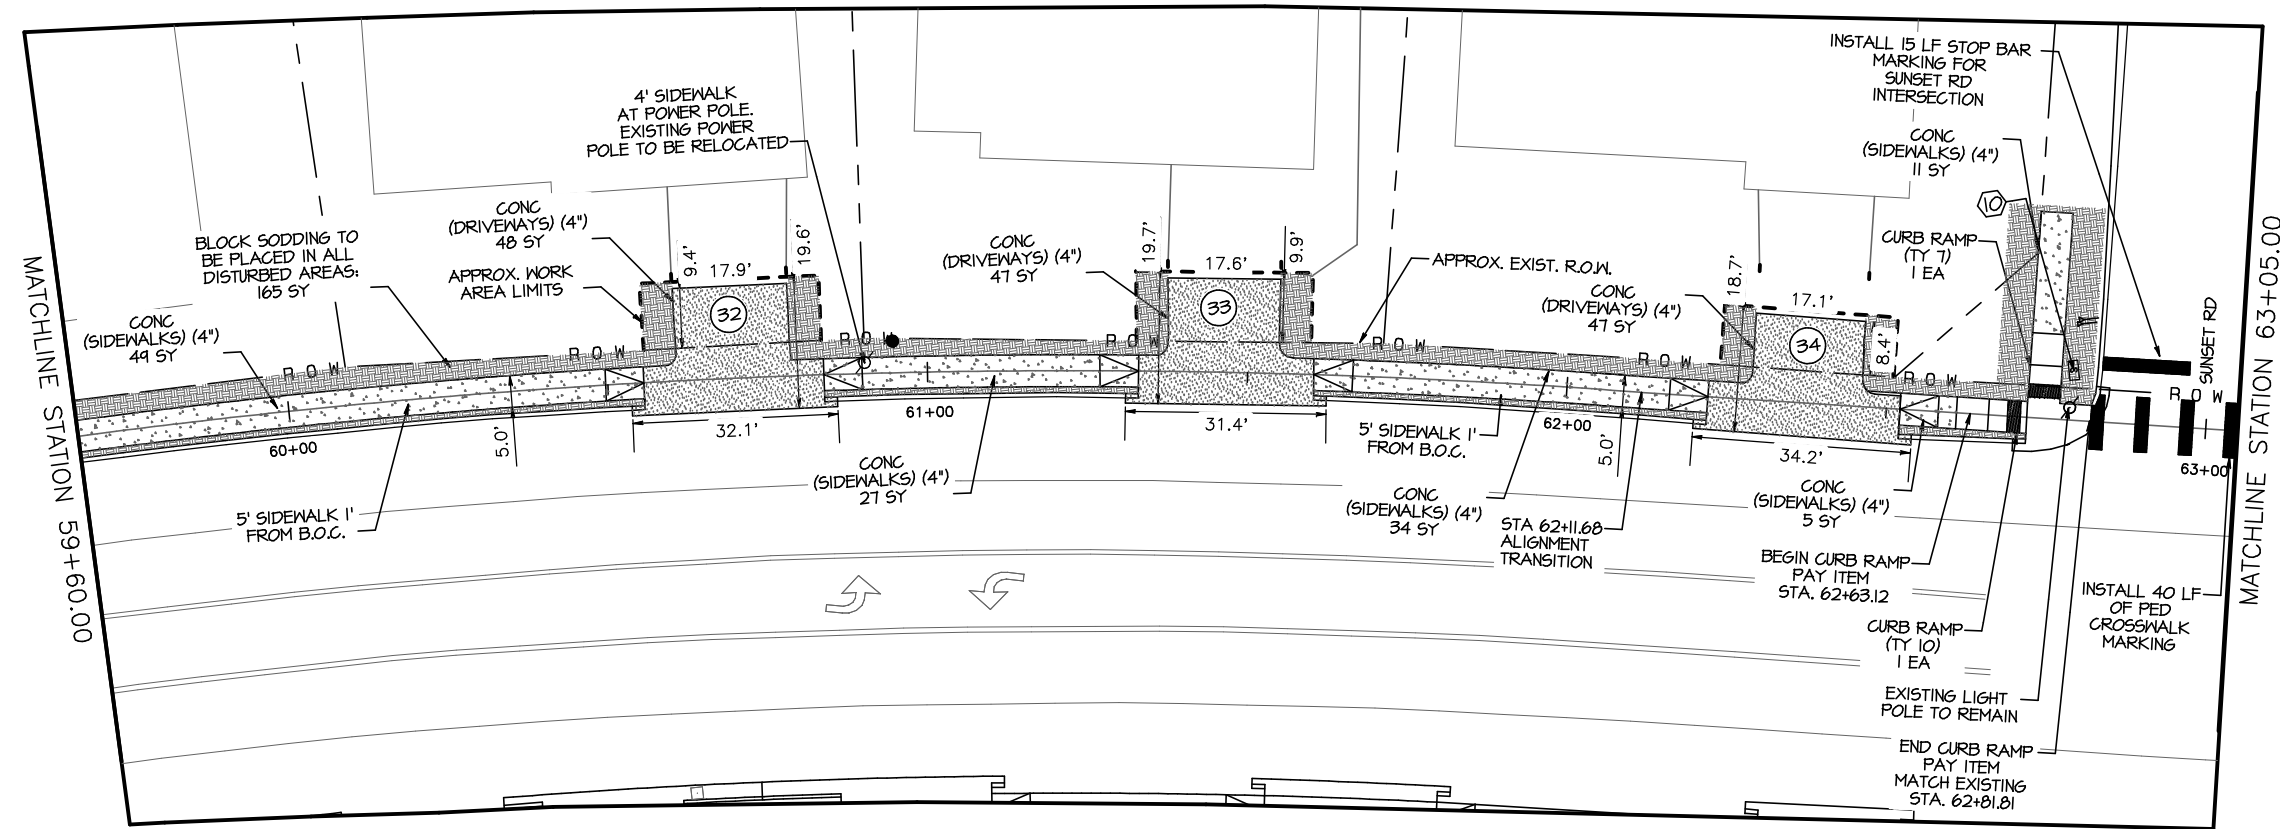 INSTALL 15 LF STOP BAR
MARKING FOR
SUNSET RD
INTERSECTION
4' SIDEWALK
AT POWER POLE.
EXISTING POWER
POLE TO BE RELOCATED
CONC
(SIDEWALKS) (4")
11 SY
10
CONC
(DRIVEWAYS) (4")
48 SY
BLOCK SODDING TO
BE PLACED IN ALL
DISTURBED AREAS:
165 SY
APPROX. WORK
AREA LIMITS
9.4'
17.9'
19.6'
32
CONC
(DRIVEWAYS) (4")
47 SY
19.7'
17.6'
9.9'
33
APPROX. EXIST. R.O.W.
CURB RAMP
(TY 7)
1 EA
CONC
(DRIVEWAYS) (4")
47 SY
18.7'
17.1'
8.4'
34
CONC
(SIDEWALKS) (4")
49 SY
ROW
ROW
ROW
ROW
ROW
ROW
ROW
ROW
SUNSET RD
MATCHLINE STATION 59+60.00
MATCHLINE STATION 63+05.00
60+00
5.0'
32.1'
61+00
31.4'
62+00
5.0'
34.2'
63+00
5' SIDEWALK 1'
FROM B.O.C.
CONC
(SIDEWALKS) (4")
27 SY
5' SIDEWALK 1'
FROM B.O.C.
CONC
(SIDEWALKS) (4")
34 SY
STA 62+11.68
ALIGNMENT
TRANSITION
CONC
(SIDEWALKS) (4")
5 SY
BEGIN CURB RAMP
PAY ITEM
STA. 62+63.12
CURB RAMP
(TY 10)
1 EA
INSTALL 40 LF
OF PED
CROSSWALK
MARKING
EXISTING LIGHT
POLE TO REMAIN
END CURB RAMP
PAY ITEM
MATCH EXISTING
STA. 62+81.81